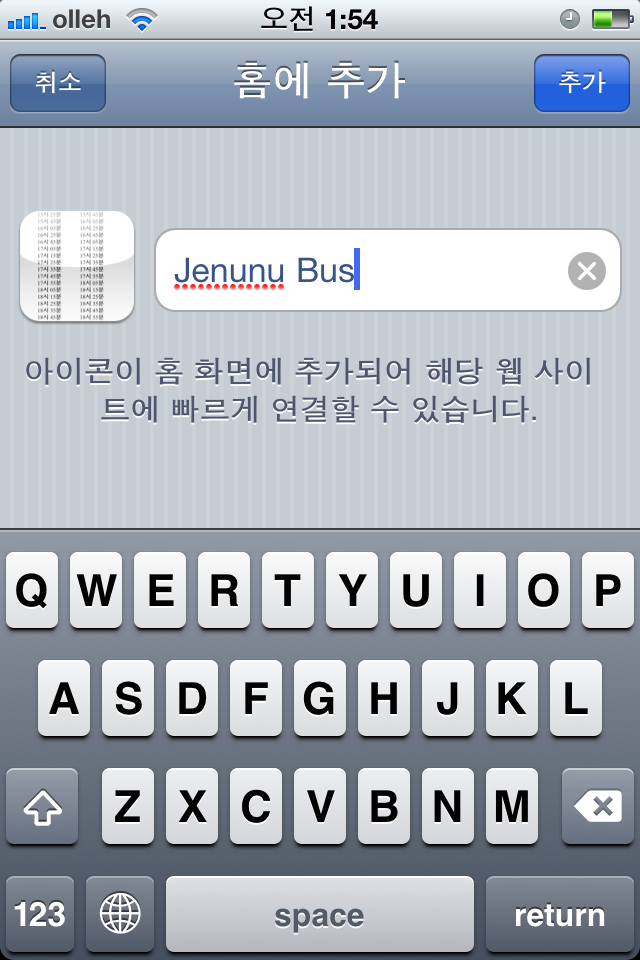 olleh 오전 1:54
취소 홈에 추가 추가
Jenunu Bus
아이콘이 홈 화면에 추가되어 해당 웹 사이
트에 빠르게 연결할 수 있습니다.
Q W E R T Y U I O P
A S D F G H J K L
Z X C V B N M
123 space return